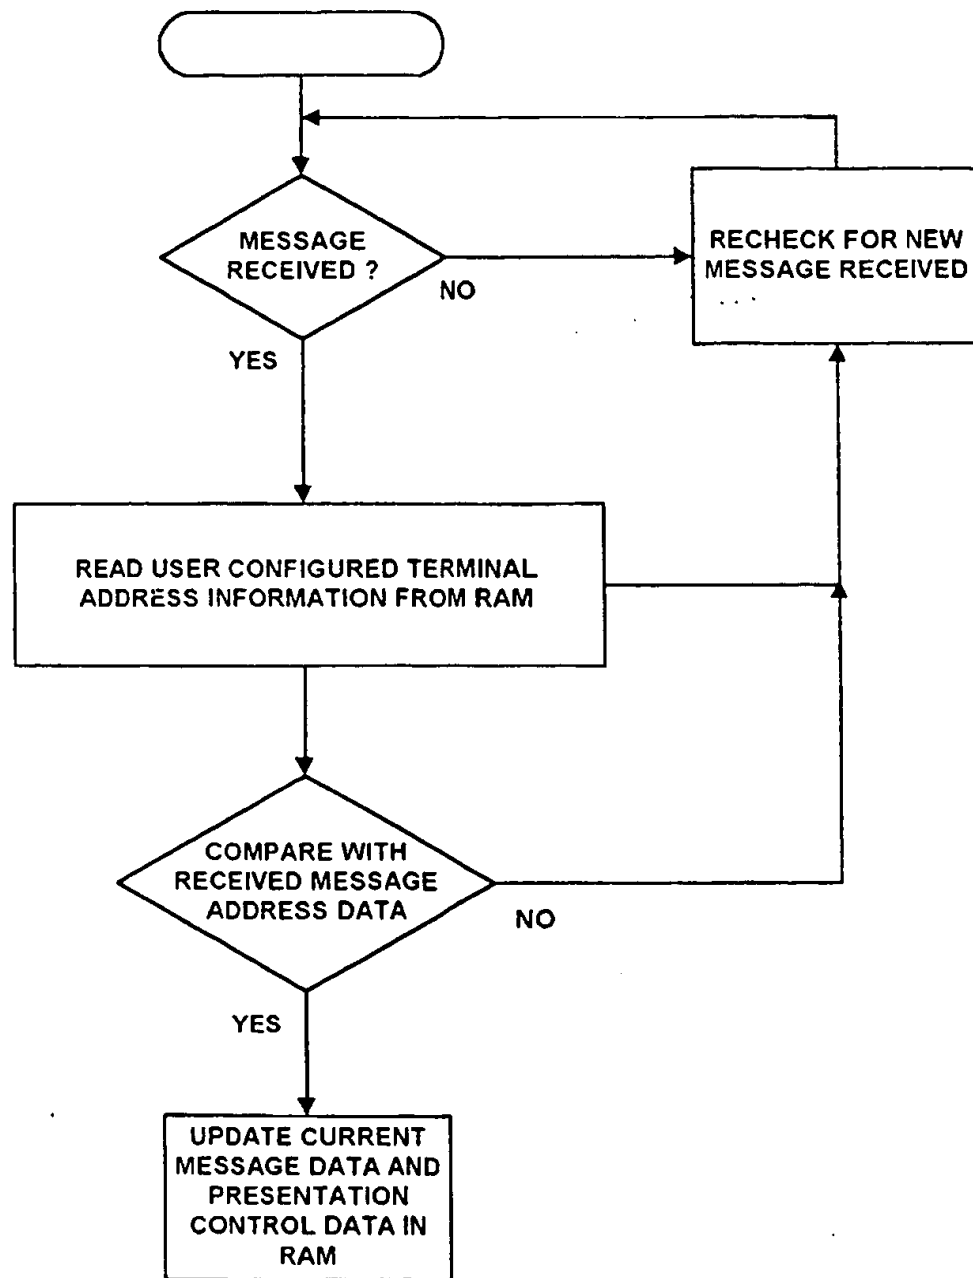 MESSAGE
RECEIVED ?
NO
YES
RECHECK FOR NEW
MESSAGE RECEIVED
READ USER CONFIGURED TERMINAL
ADDRESS INFORMATION FROM RAM
COMPARE WITH
RECEIVED MESSAGE
ADDRESS DATA
NO
YES
UPDATE CURRENT
MESSAGE DATA AND
PRESENTATION
CONTROL DATA IN
RAM